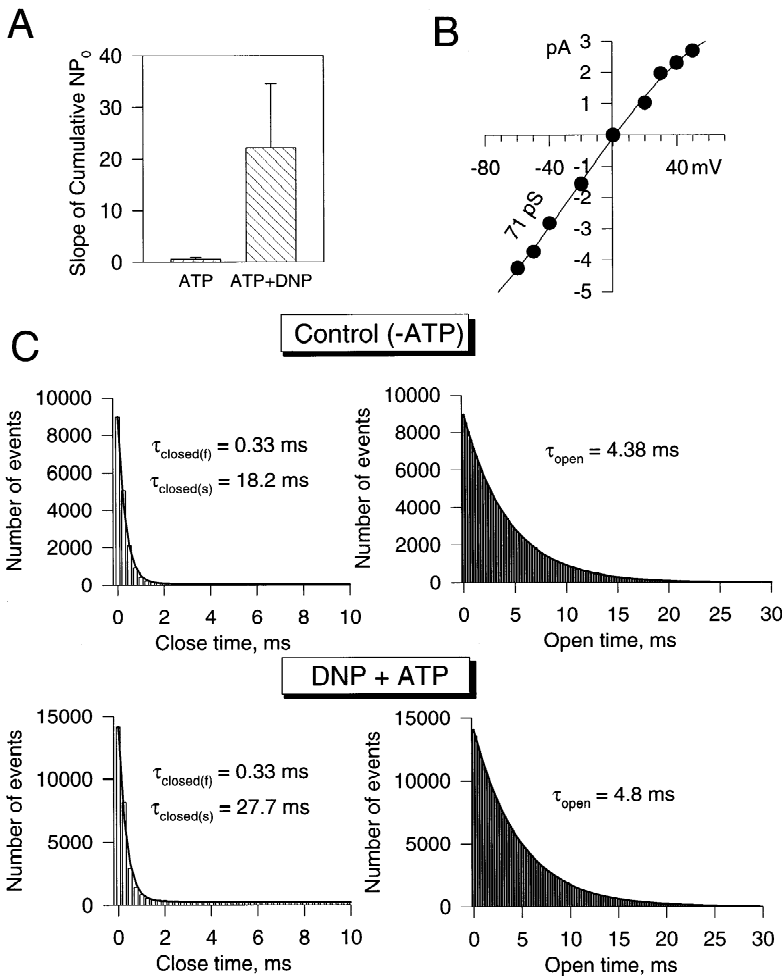 A
Slope of Cumulative NP₀
40
30
20
10
0
ATP
ATP+DNP
B
pA
3
2
1
-80
-40
40 mV
-1
-2
-3
-4
-5
71 pS
C
Control (-ATP)
Number of events
10000
8000
6000
4000
2000
0
τclosed(f) = 0.33 ms
τclosed(s) = 18.2 ms
0 2 4 6 8 10
Close time, ms
Number of events
10000
8000
6000
4000
2000
0
τopen = 4.38 ms
0 5 10 15 20 25 30
Open time, ms
DNP + ATP
Number of events
15000
10000
5000
0
τclosed(f) = 0.33 ms
τclosed(s) = 27.7 ms
0 2 4 6 8 10
Close time, ms
Number of events
15000
10000
5000
0
τopen = 4.8 ms
0 5 10 15 20 25 30
Open time, ms